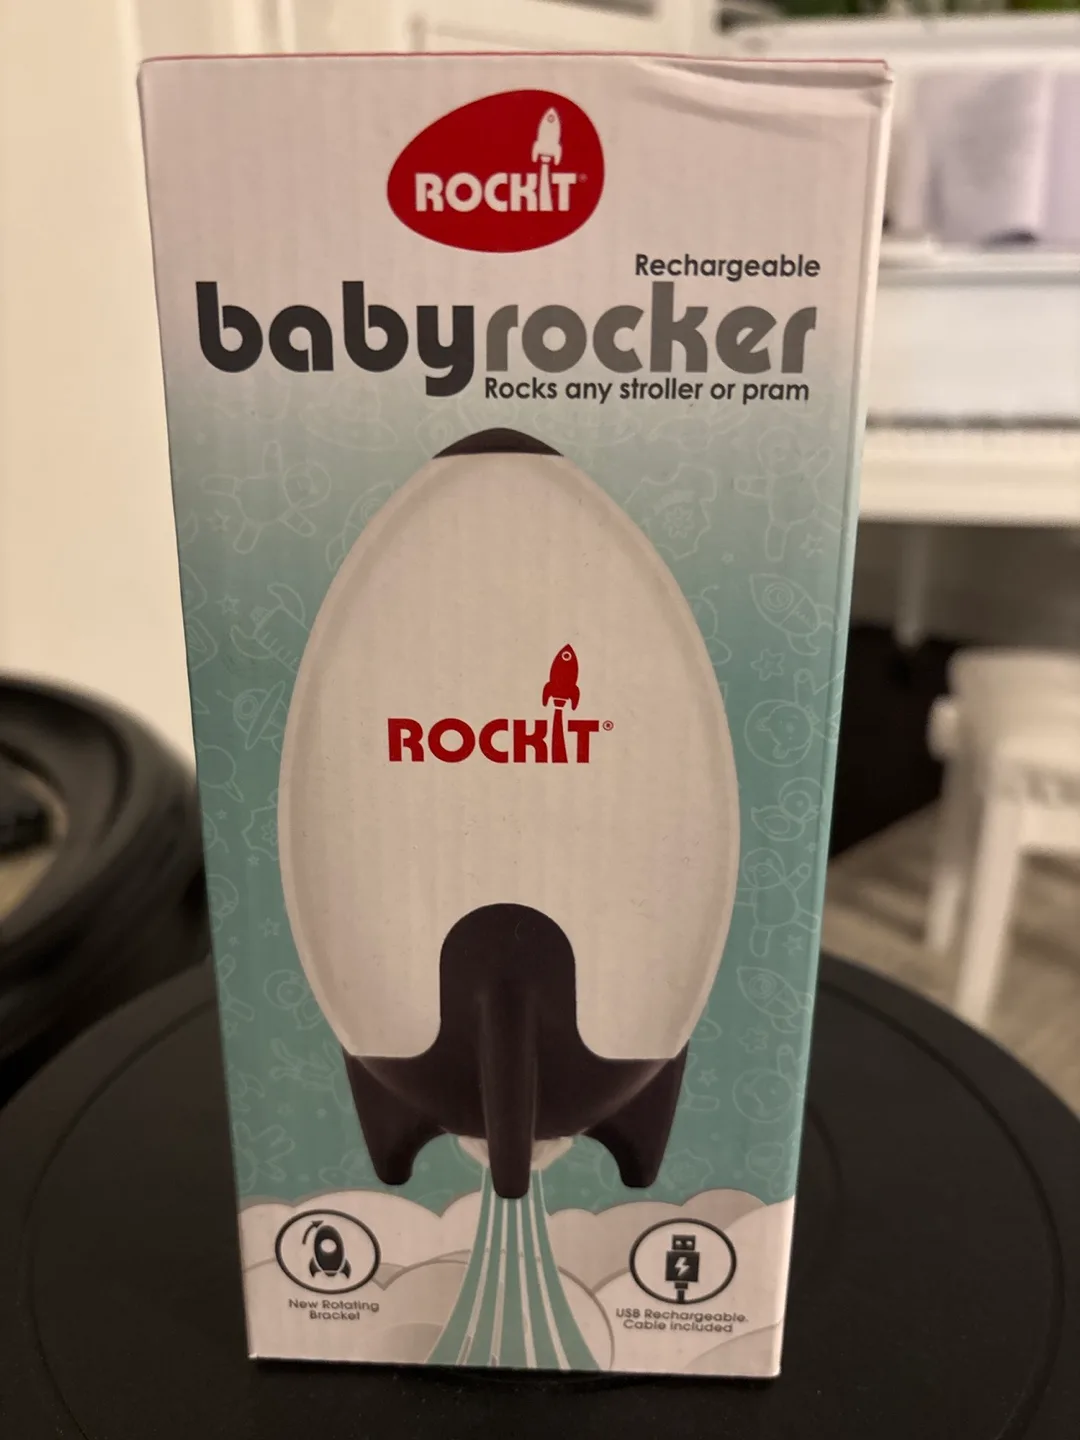 ROCKIT
Rechargeable
babyrocker
Rocks any stroller or pram
ROCKIT®
New Rotating
Bracket
USB Rechargeable.
Cable included